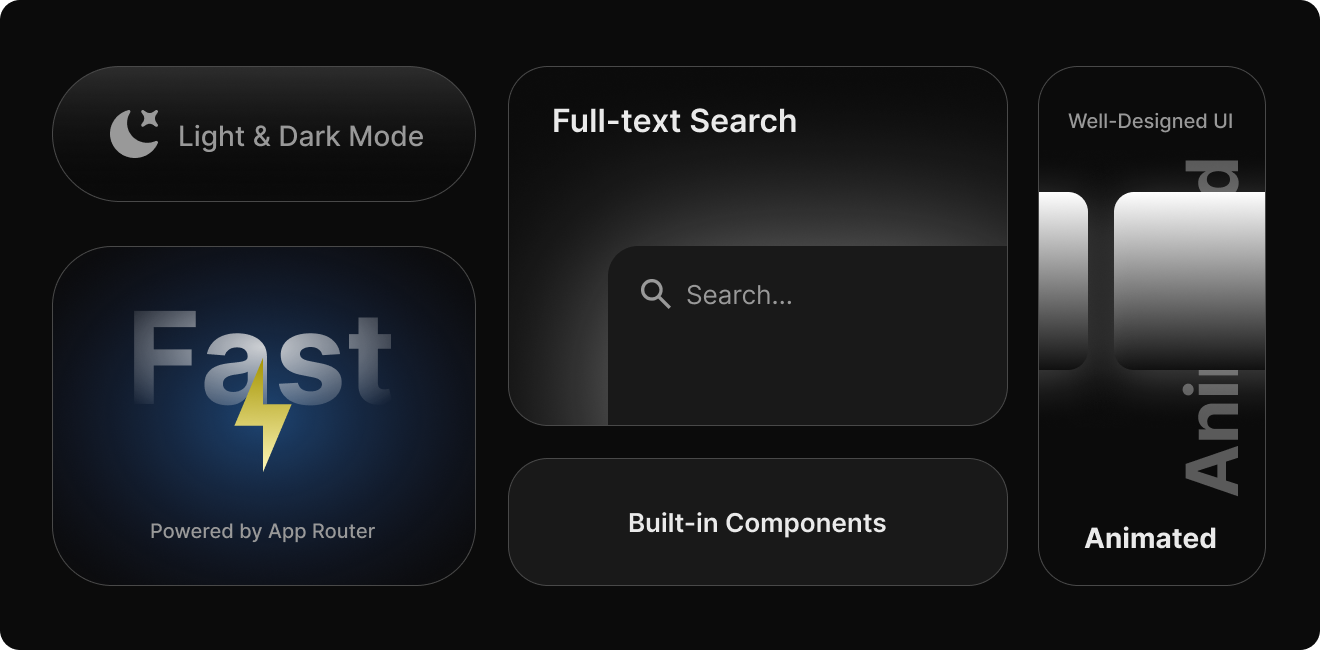 Light & Dark Mode
Fast
Powered by App Router
Full-text Search
Search...
Built-in Components
Well-Designed UI
Animated